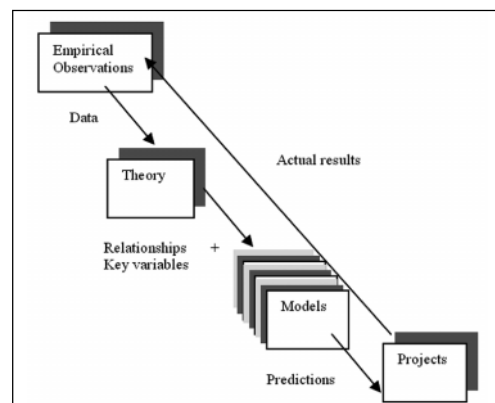 Empirical
Observations
Data
Actual results
Theory
Relationships +
Key variables
Models
Projects
Predictions